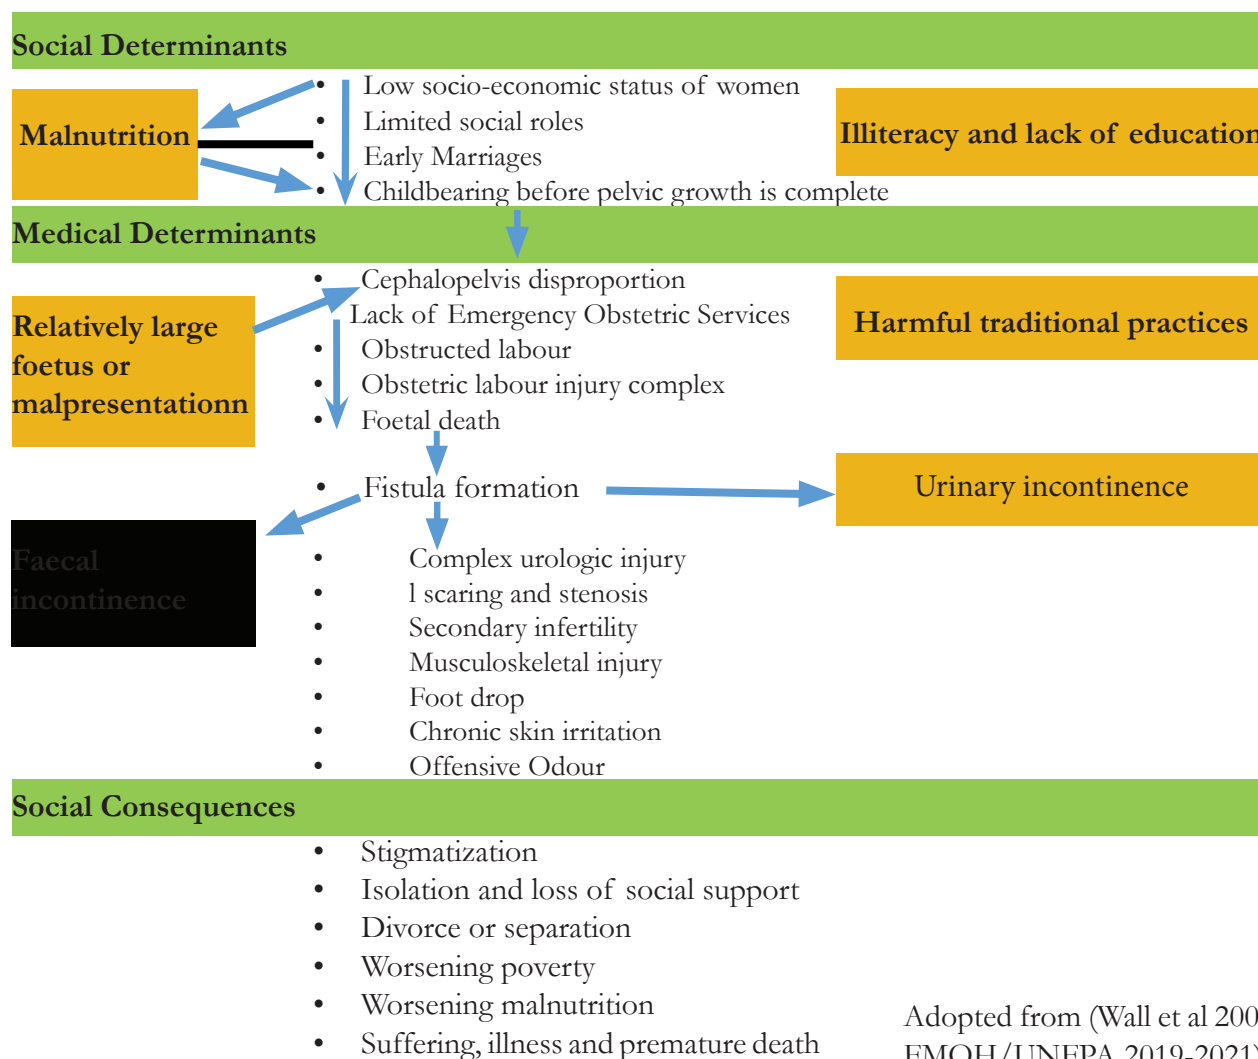 Social Determinants
• Low socio-economic status of women
Malnutrition
• Limited social roles
Illiteracy and lack of education
• Early Marriages
• Childbearing before pelvic growth is complete
Medical Determinants
• Cephalopelvis disproportion
Relatively large
foetus or
malpresentationn
Lack of Emergency Obstetric Services
Harmful traditional practices
• Obstructed labour
• Obstetric labour injury complex
• Foetal death
• Fistula formation
Urinary incontinence
Faecal
incontinence
• Complex urologic injury
• l scaring and stenosis
• Secondary infertility
• Musculoskeletal injury
• Foot drop
• Chronic skin irritation
• Offensive Odour
Social Consequences
• Stigmatization
• Isolation and loss of social support
• Divorce or separation
• Worsening poverty
• Worsening malnutrition
• Suffering, illness and premature death
Adopted from (Wall et al 200
FMOH/UNFPA 2019-2021